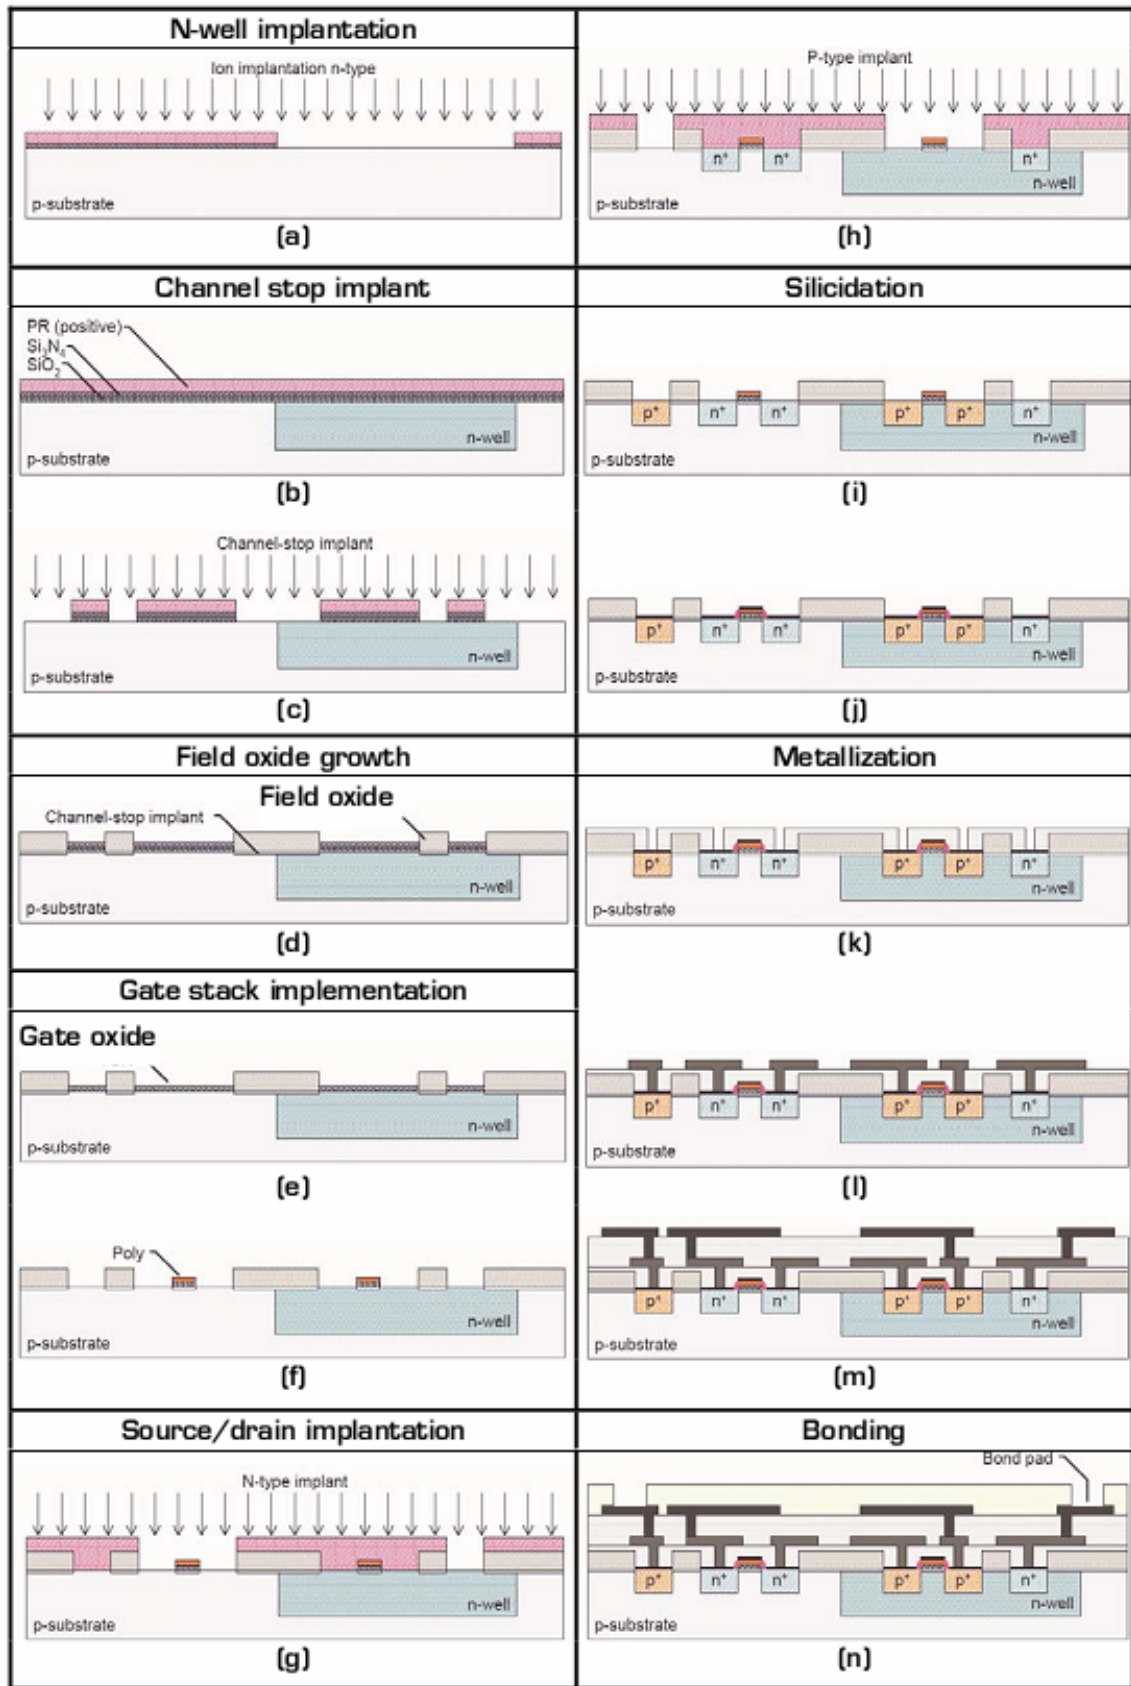 N-well implantation
Ion implantation n-type
p-substrate
(a)
Channel stop implant
PR (positive)
Si3N4
SiO2
n-well
p-substrate
(b)
Channel-stop implant
n-well
p-substrate
(c)
Field oxide growth
Field oxide
Channel-stop implant
n-well
p-substrate
(d)
Gate stack implementation
Gate oxide
n-well
p-substrate
(e)
Poly
n-well
p-substrate
(f)
Source/drain implantation
N-type implant
n-well
p-substrate
(g)
P-type implant
n+ n+ n+
n-well
p-substrate
(h)
Silicidation
p+ n+ n+ p+ p+ n+
n-well
p-substrate
(i)
p+ n+ n+ p+ p+ n+
n-well
p-substrate
(j)
Metallization
p+ n+ n+ p+ p+ n+
n-well
p-substrate
(k)
p+ n+ n+ p+ p+ n+
n-well
p-substrate
(l)
p+ n+ n+ p+ p+ n+
n-well
p-substrate
(m)
Bonding
Bond pad
p+ n+ n+ p+ p+ n+
n-well
p-substrate
(n)